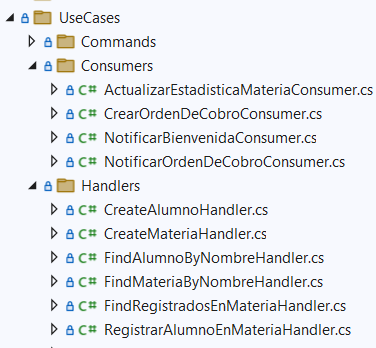 UseCases
Commands
Consumers
C# ActualizarEstadisticaMateriaConsumer.cs
C# CrearOrdenDeCobroConsumer.cs
C# NotificarBienvenidaConsumer.cs
C# NotificarOrdenDeCobroConsumer.cs
Handlers
C# CreateAlumnoHandler.cs
C# CreateMateriaHandler.cs
C# FindAlumnoByNombreHandler.cs
C# FindMateriaByNombreHandler.cs
C# FindRegistradosEnMateriaHandler.cs
C# RegistrarAlumnoEnMateriaHandler.cs